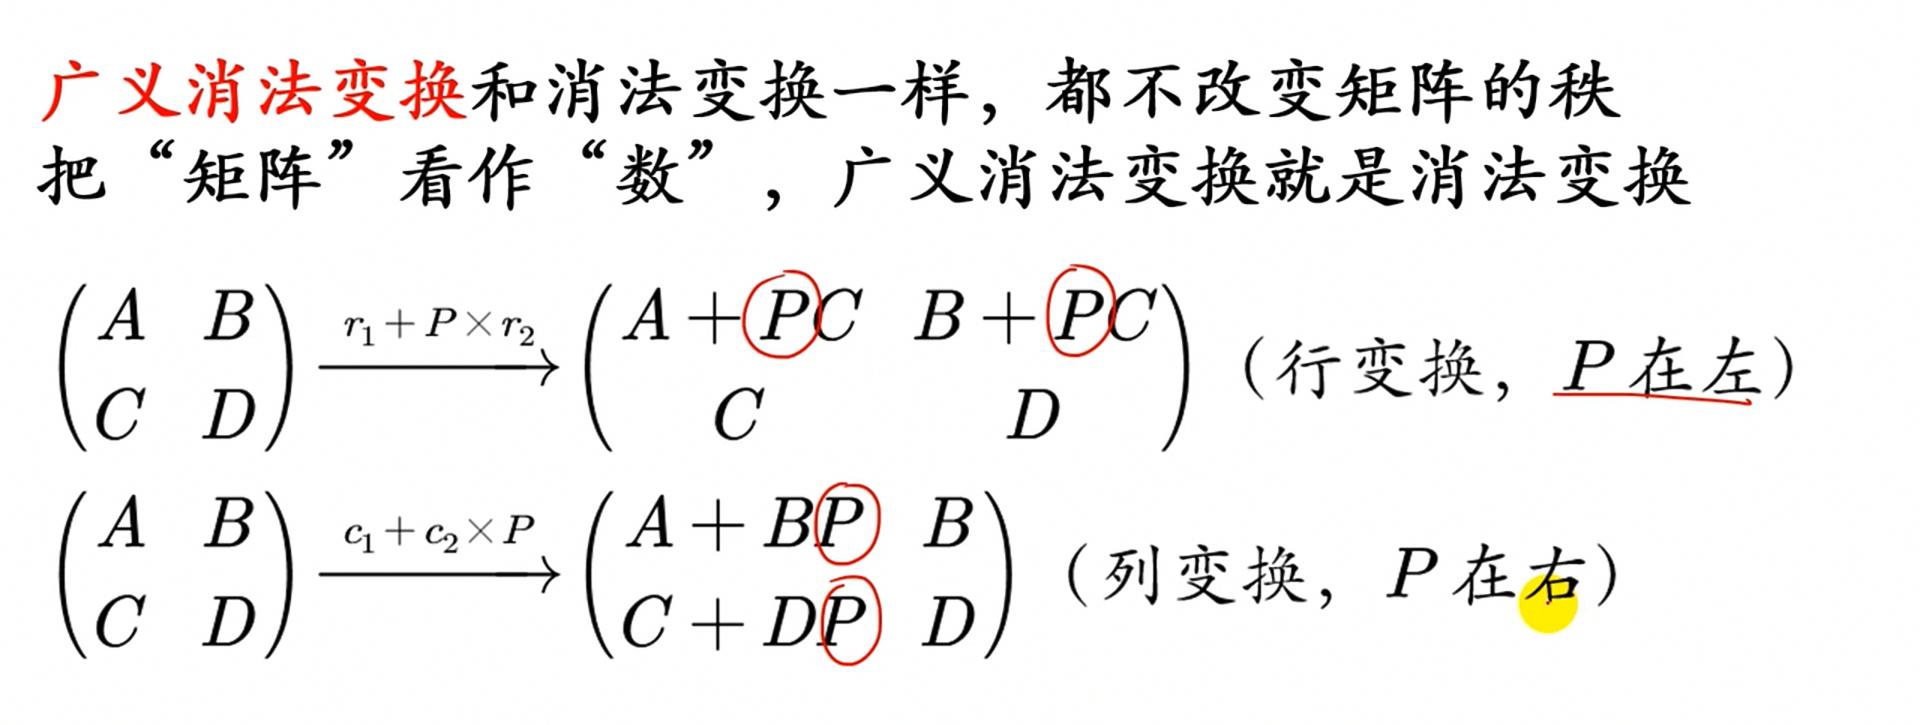 广义消法变换和消法变换一样，都不改变矩阵的秩
把“矩阵”看作“数”，广义消法变换就是消法变换
$\begin{pmatrix} A & B \\ C & D \end{pmatrix} \xrightarrow{r_1 + P \times r_2} \begin{pmatrix} A + PC & B + PC \\ C & D \end{pmatrix}$（行变换，P 在左）
$\begin{pmatrix} A & B \\ C & D \end{pmatrix} \xrightarrow{c_1 + c_2 \times P} \begin{pmatrix} A + BP & B \\ C + DP & D \end{pmatrix}$（列变换，P 在右）